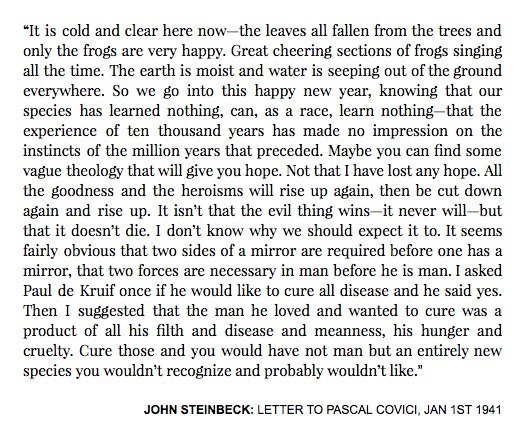 “It is cold and clear here now—the leaves all fallen from the trees and
only the frogs are very happy. Great cheering sections of frogs singing
all the time. The earth is moist and water is seeping out of the ground
everywhere. So we go into this happy new year, knowing that our
species has learned nothing, can, as a race, learn nothing—that the
experience of ten thousand years has made no impression on the
instincts of the million years that preceded. Maybe you can find some
vague theology that will give you hope. Not that I have lost any hope. All
the goodness and the heroisms will rise up again, then be cut down
again and rise up. It isn’t that the evil thing wins—it never will—but
that it doesn’t die. I don’t know why we should expect it to. It seems
fairly obvious that two sides of a mirror are required before one has a
mirror, that two forces are necessary in man before he is man. I asked
Paul de Kruif once if he would like to cure all disease and he said yes.
Then I suggested that the man he loved and wanted to cure was a
product of all his filth and disease and meanness, his hunger and
cruelty. Cure those and you would have not man but an entirely new
species you wouldn’t recognize and probably wouldn’t like.”
JOHN STEINBECK: LETTER TO PASCAL COVICI, JAN 1ST 1941